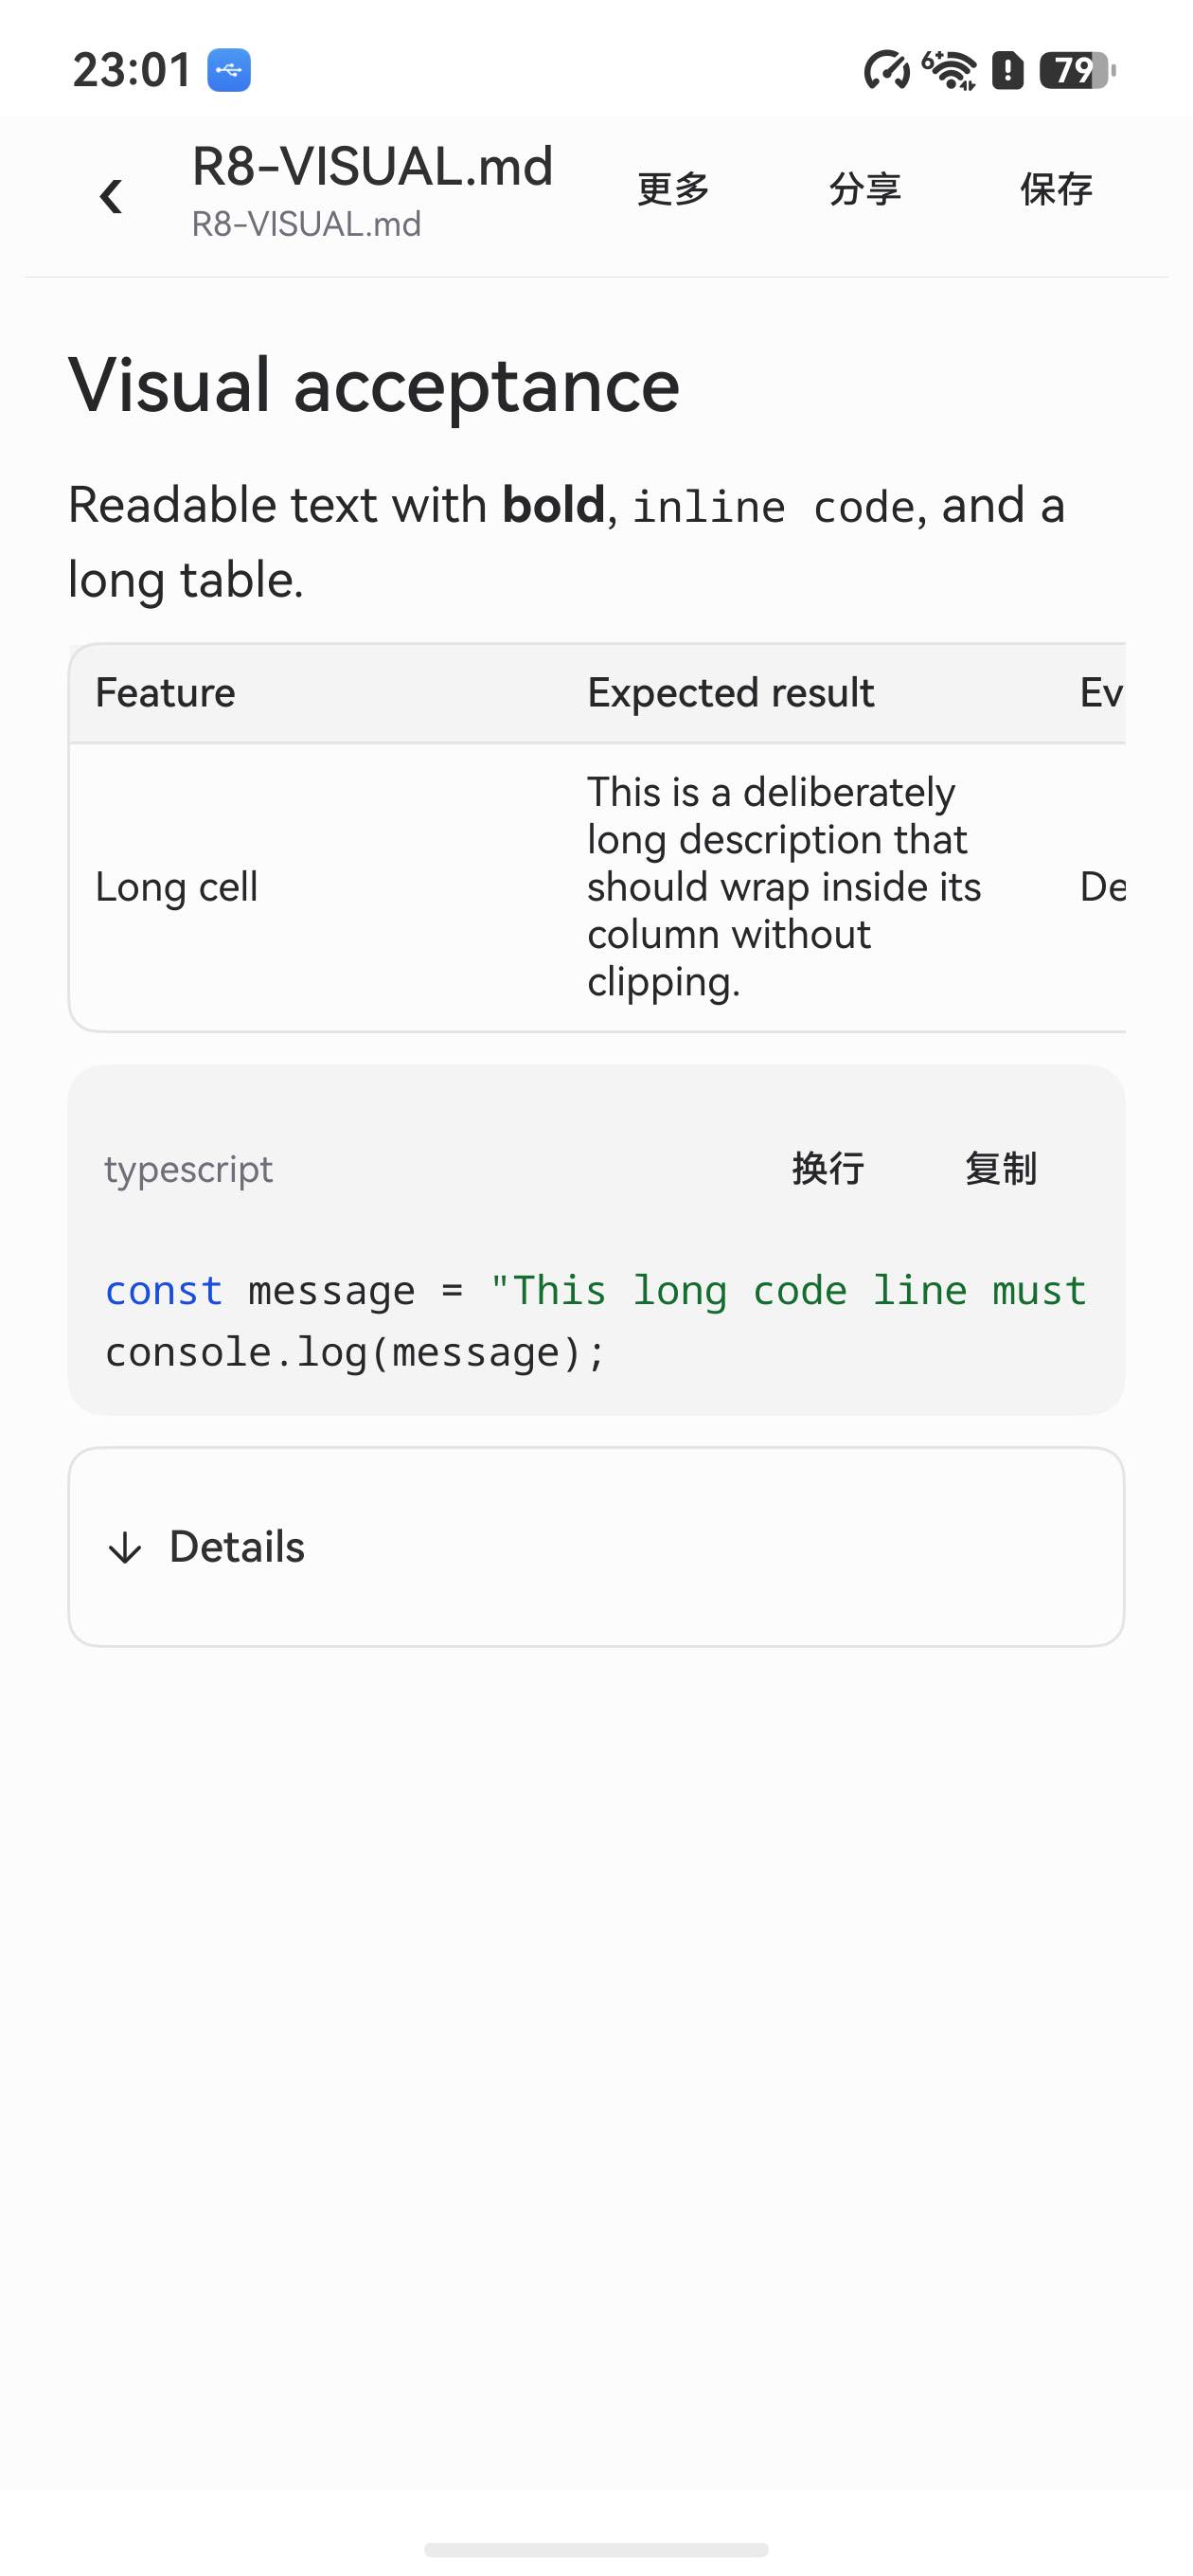 23:01
6+
79
R8-VISUAL.md
R8-VISUAL.md
更多
分享
保存
Visual acceptance
Readable text with bold, inline code, and a
long table.
Feature
Expected result
Ev
Long cell
This is a deliberately
long description that
should wrap inside its
column without
clipping.
De
typescript
换行
复制
const message = "This long code line must
console.log(message);
Details